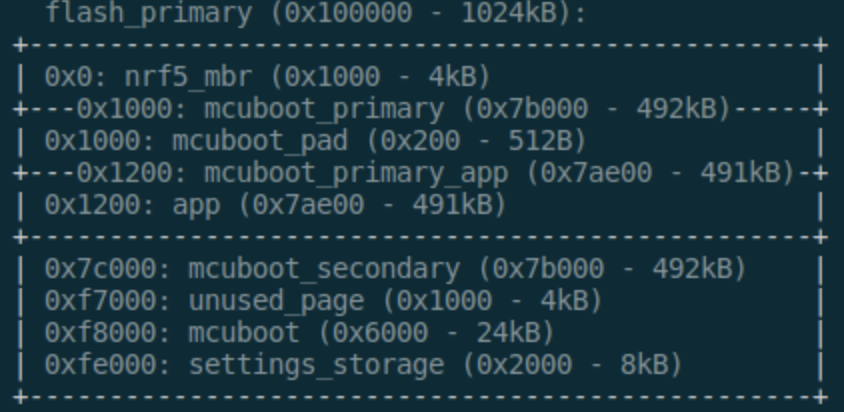 flash_primary (0x100000 - 1024kB):
+--------------------------------------------------+
| 0x0: nrf5_mbr (0x1000 - 4kB)                     |
+---0x1000: mcuboot_primary (0x7b000 - 492kB)-----+
| 0x1000: mcuboot_pad (0x200 - 512B)               |
+---0x1200: mcuboot_primary_app (0x7ae00 - 491kB)-+
| 0x1200: app (0x7ae00 - 491kB)                    |
+--------------------------------------------------+
| 0x7c000: mcuboot_secondary (0x7b000 - 492kB)     |
| 0xf7000: unused_page (0x1000 - 4kB)              |
| 0xf8000: mcuboot (0x6000 - 24kB)                 |
| 0xfe000: settings_storage (0x2000 - 8kB)         |
+--------------------------------------------------+